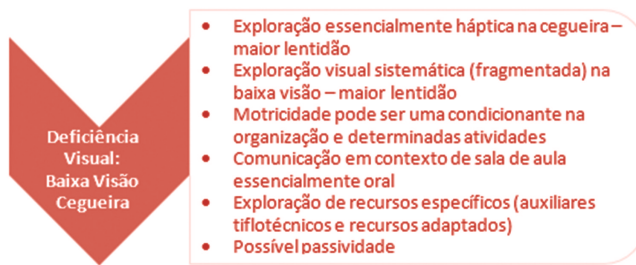 Deficiência
Visual:
Baixa Visão
Cegueira
• Exploração essencialmente háptica na cegueira –
maior lentidão
• Exploração visual sistemática (fragmentada) na
baixa visão – maior lentidão
• Motricidade pode ser uma condicionante na
organização e determinadas atividades
• Comunicação em contexto de sala de aula
essencialmente oral
• Exploração de recursos específicos (auxiliares
tiflotécnicos e recursos adaptados)
• Possível passividade